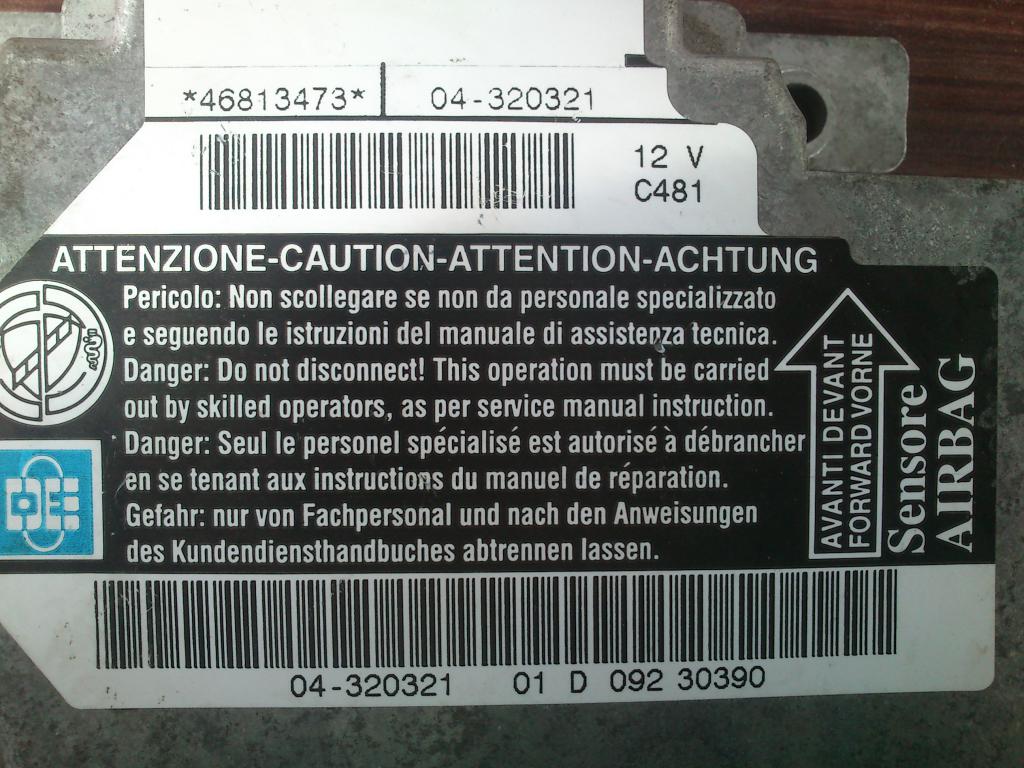 *46813473* 04-320321
12 V
C481
ATTENZIONE-CAUTION-ATTENTION-ACHTUNG
Pericolo: Non scollegare se non da personale specializzato
e seguendo le istruzioni del manuale di assistenza tecnica.
Danger: Do not disconnect! This operation must be carried
out by skilled operators, as per service manual instruction.
Danger: Seul le personel spécialisé est autorisé à débrancher
en se tenant aux instructions du manuel de réparation.
Gefahr: nur von Fachpersonal und nach den Anweisungen
des Kundendiensthandbuches abtrennen lassen.
AVANTI DEVANT
FORWARD VORNE
Sensore
AIRBAG
04-320321 01 D 092 30390